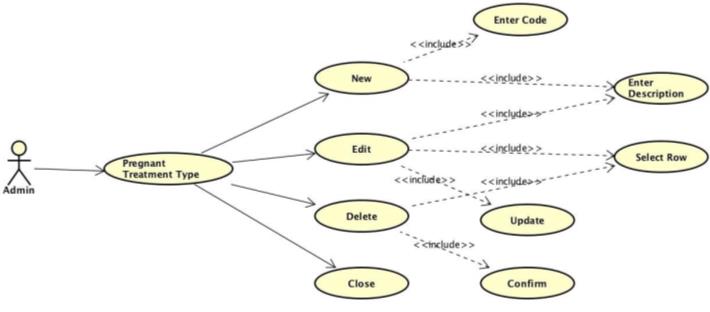 Enter Code
<<include>>
New
<<include>>
Enter
Description
<<include>>
Edit
<<include>>
Select Row
Pregnant
Treatment Type
Admin
<<include>>
<<include>>
Delete
Update
<<include>>
Close
Confirm